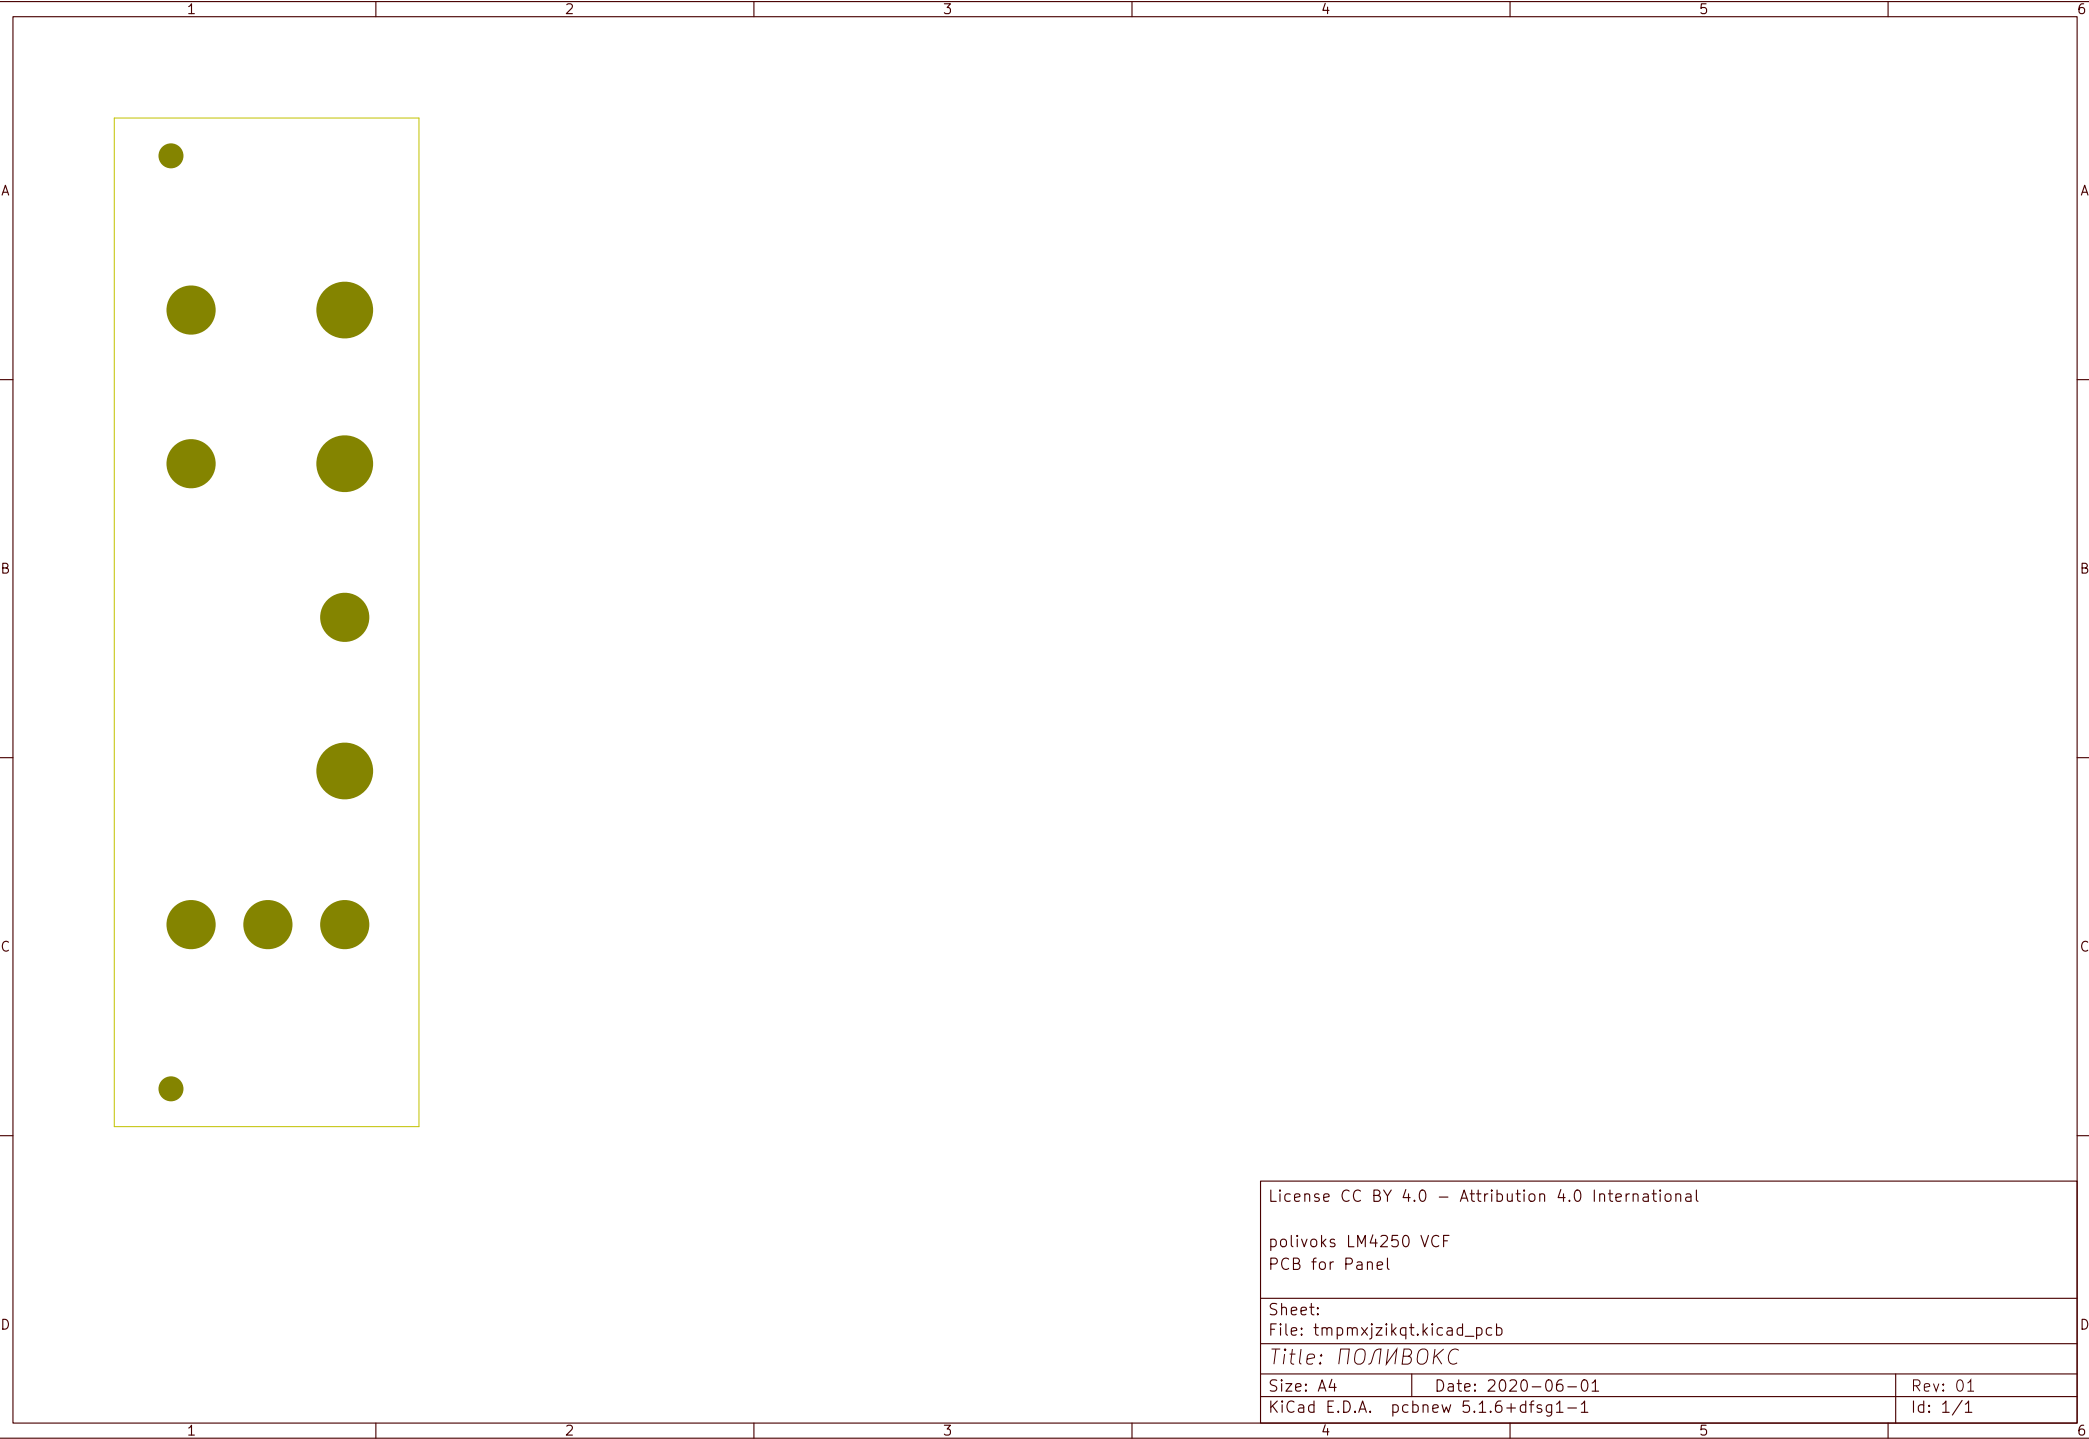 1 2 3 4 5 6
A A
B B
C C
License CC BY 4.0 – Attribution 4.0 International
polivoks LM4250 VCF
PCB for Panel
Sheet:
D D
File: tmpmxjzikqt.kicad_pcb
Title: ПОЛИВОКС
Size: A4 Date: 2020-06-01 Rev: 01
KiCad E.D.A. pcbnew 5.1.6+dfsg1-1 Id: 1/1
1 2 3 4 5 6